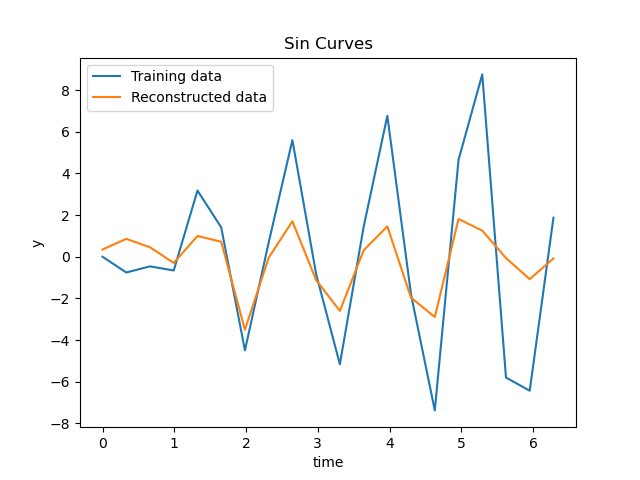 Sin Curves
Training data
Reconstructed data
8
6
4
2
0
−2
−4
−6
−8
y
0 1 2 3 4 5 6
time